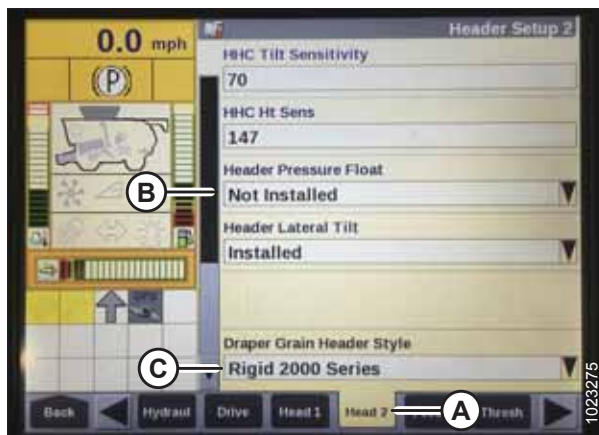 0.0 mph
(P)
Header Setup 2
HHC Tilt Sensitivity
70
HHC Ht Sens
147
Header Pressure Float
B
Not Installed
Header Lateral Tilt
Installed
Draper Grain Header Style
C
Rigid 2000 Series
Back
Hydraul
Drive
Head 1
Head 2
A
Thresh
1023275